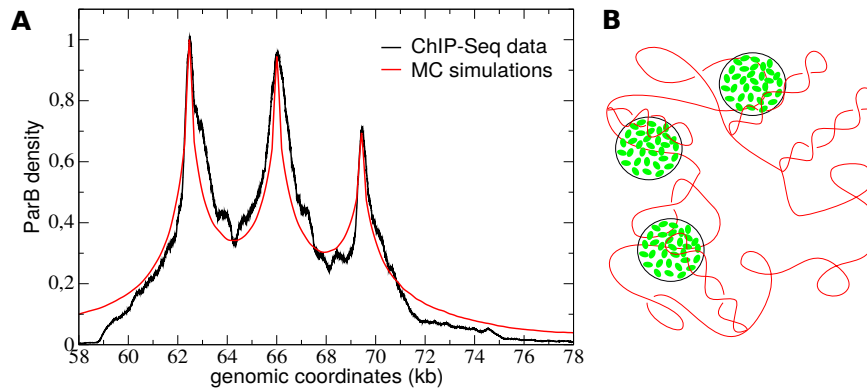 A
B
ChIP-Seq data
MC simulations
ParB density
1
0,8
0,6
0,4
0,2
0
58 60 62 64 66 68 70 72 74 76 78
genomic coordinates (kb)